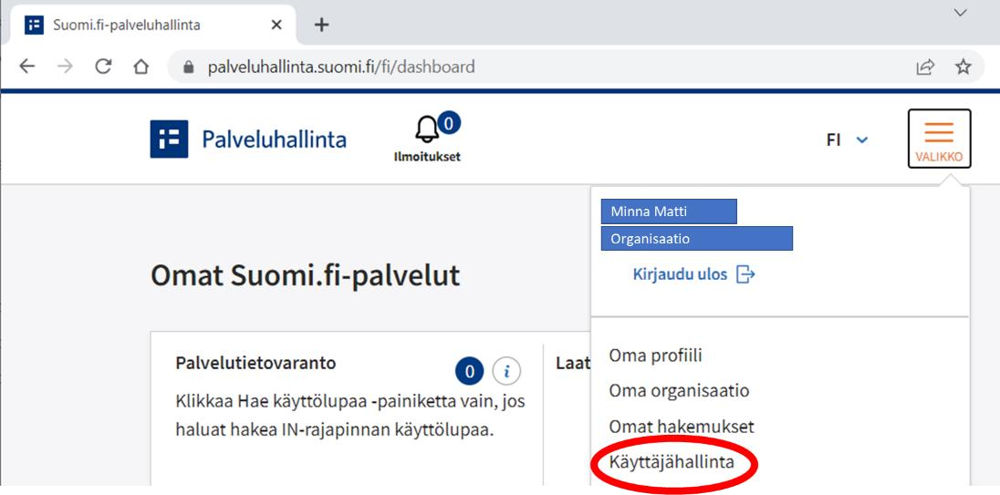 Suomi.fi-palveluhallinta
palveluhallinta.suomi.fi/fi/dashboard
Palveluhallinta
0
Ilmoitukset
FI
VALIKKO
Minna Matti
Organisaatio
Kirjaudu ulos
Omat Suomi.fi-palvelut
Palvelutietovaranto
0
i
Klikkaa Hae käyttölupaa -painiketta vain, jos
haluat hakea IN-rajapinnan käyttölupaa.
Laat
Oma profiili
Oma organisaatio
Omat hakemukset
Käyttäjähallinta